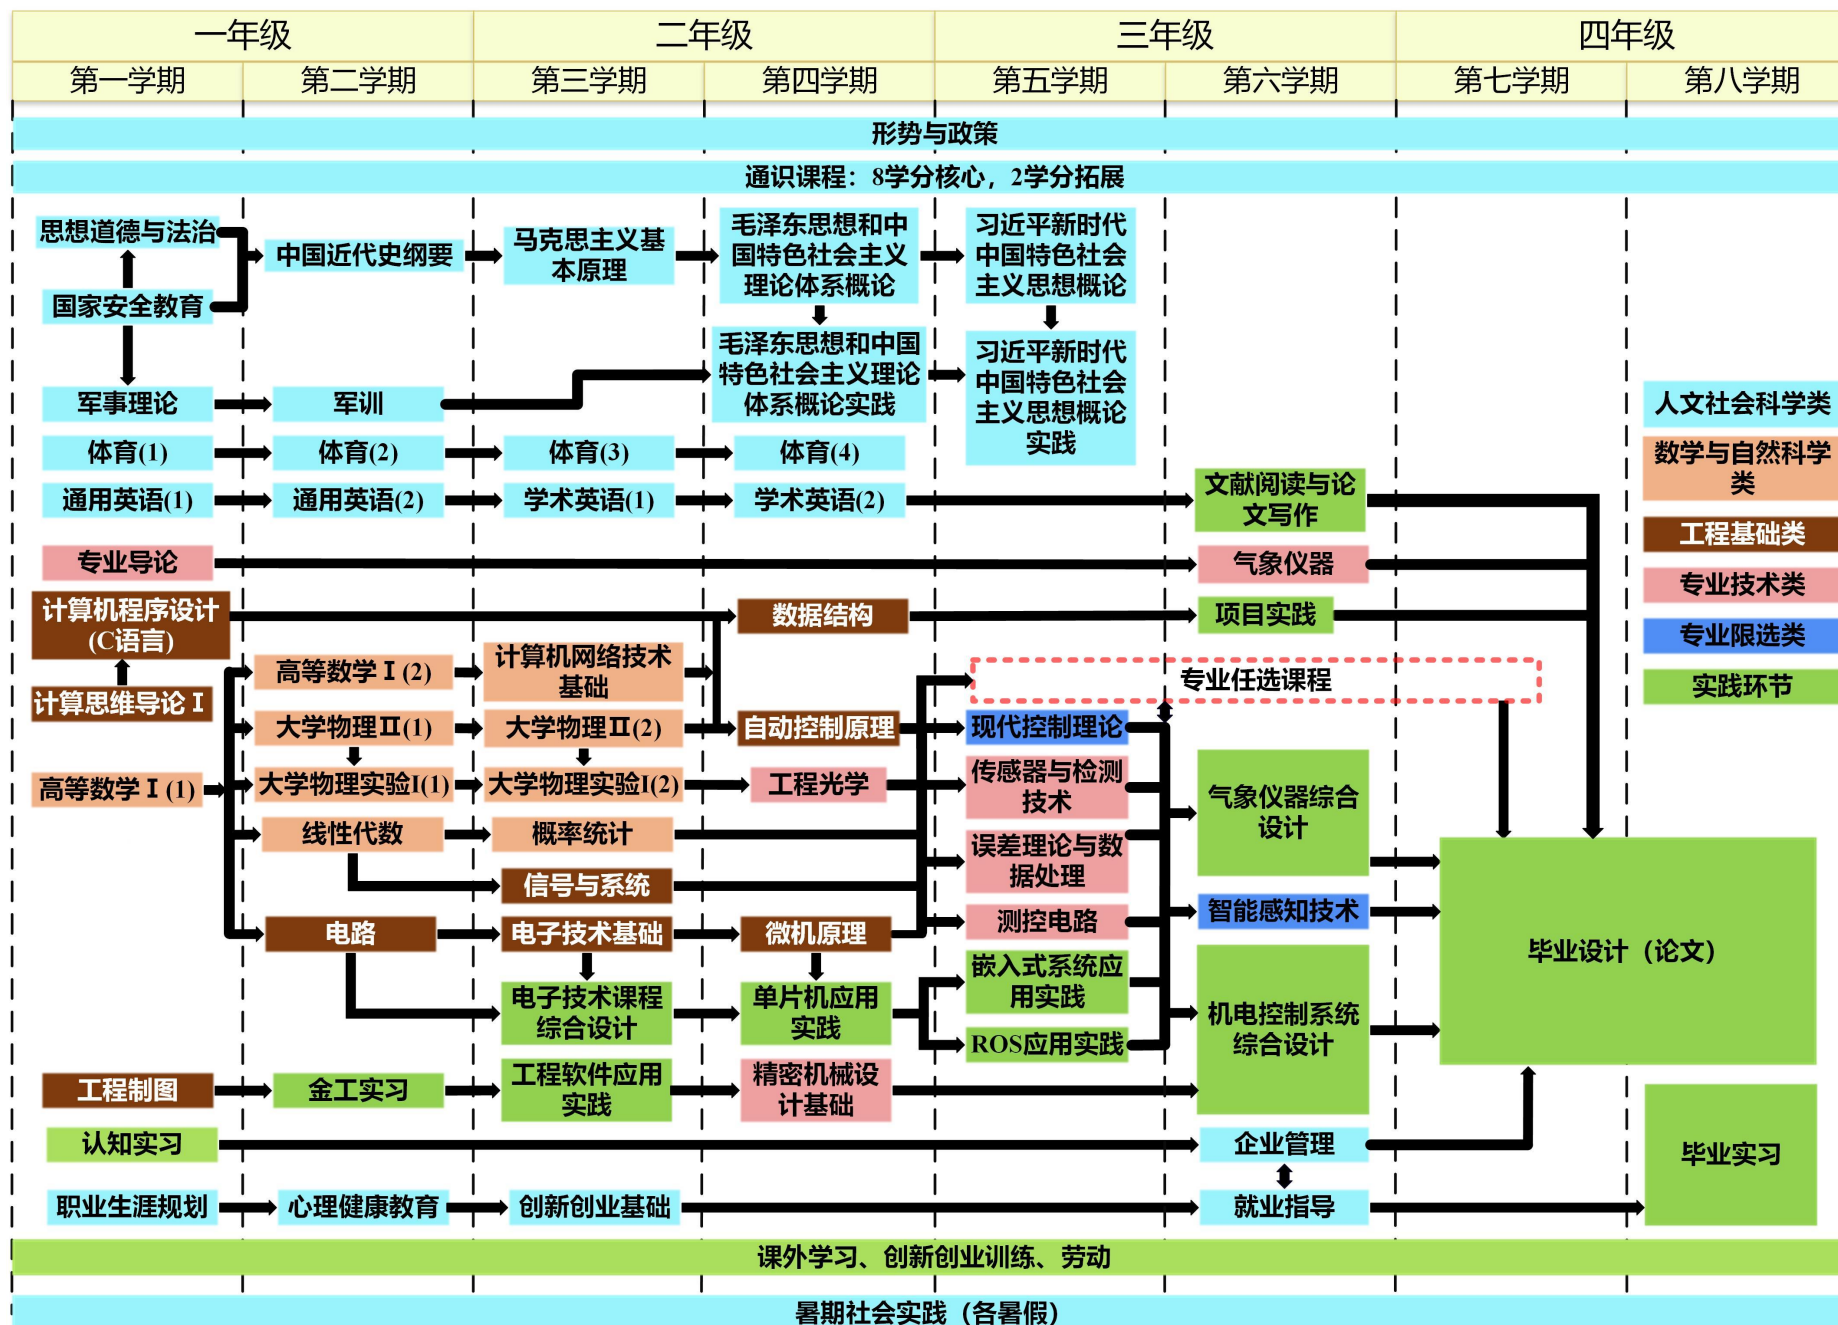 一年级
二年级
三年级
四年级
第一学期
第二学期
第三学期
第四学期
第五学期
第六学期
第七学期
第八学期
形势与政策
通识课程：8学分核心，2学分拓展
思想道德与法治
国家安全教育
中国近代史纲要
马克思主义基
本原理
毛泽东思想和中
国特色社会主义
理论体系概论
习近平新时代
中国特色社会
主义思想概论
毛泽东思想和中国
特色社会主义理论
体系概论实践
习近平新时代
中国特色社会
主义思想概论
实践
军事理论
军训
体育(1)
体育(2)
体育(3)
体育(4)
通用英语(1)
通用英语(2)
学术英语(1)
学术英语(2)
文献阅读与论
文写作
专业导论
气象仪器
计算机程序设计
(C语言)
数据结构
项目实践
计算思维导论Ⅰ
高等数学Ⅰ(2)
计算机网络技术
基础
专业任选课程
大学物理Ⅱ(1)
大学物理Ⅱ(2)
自动控制原理
现代控制理论
高等数学Ⅰ(1)
大学物理实验I(1)
大学物理实验I(2)
工程光学
传感器与检测
技术
气象仪器综合
设计
线性代数
概率统计
误差理论与数
据处理
信号与系统
电路
电子技术基础
微机原理
测控电路
智能感知技术
毕业设计（论文）
电子技术课程
综合设计
单片机应用
实践
嵌入式系统应
用实践
ROS应用实践
机电控制系统
综合设计
工程制图
金工实习
工程软件应用
实践
精密机械设
计基础
认知实习
企业管理
毕业实习
职业生涯规划
心理健康教育
创新创业基础
就业指导
人文社会科学类
数学与自然科学
类
工程基础类
专业技术类
专业限选类
实践环节
课外学习、创新创业训练、劳动
暑期社会实践（各暑假）